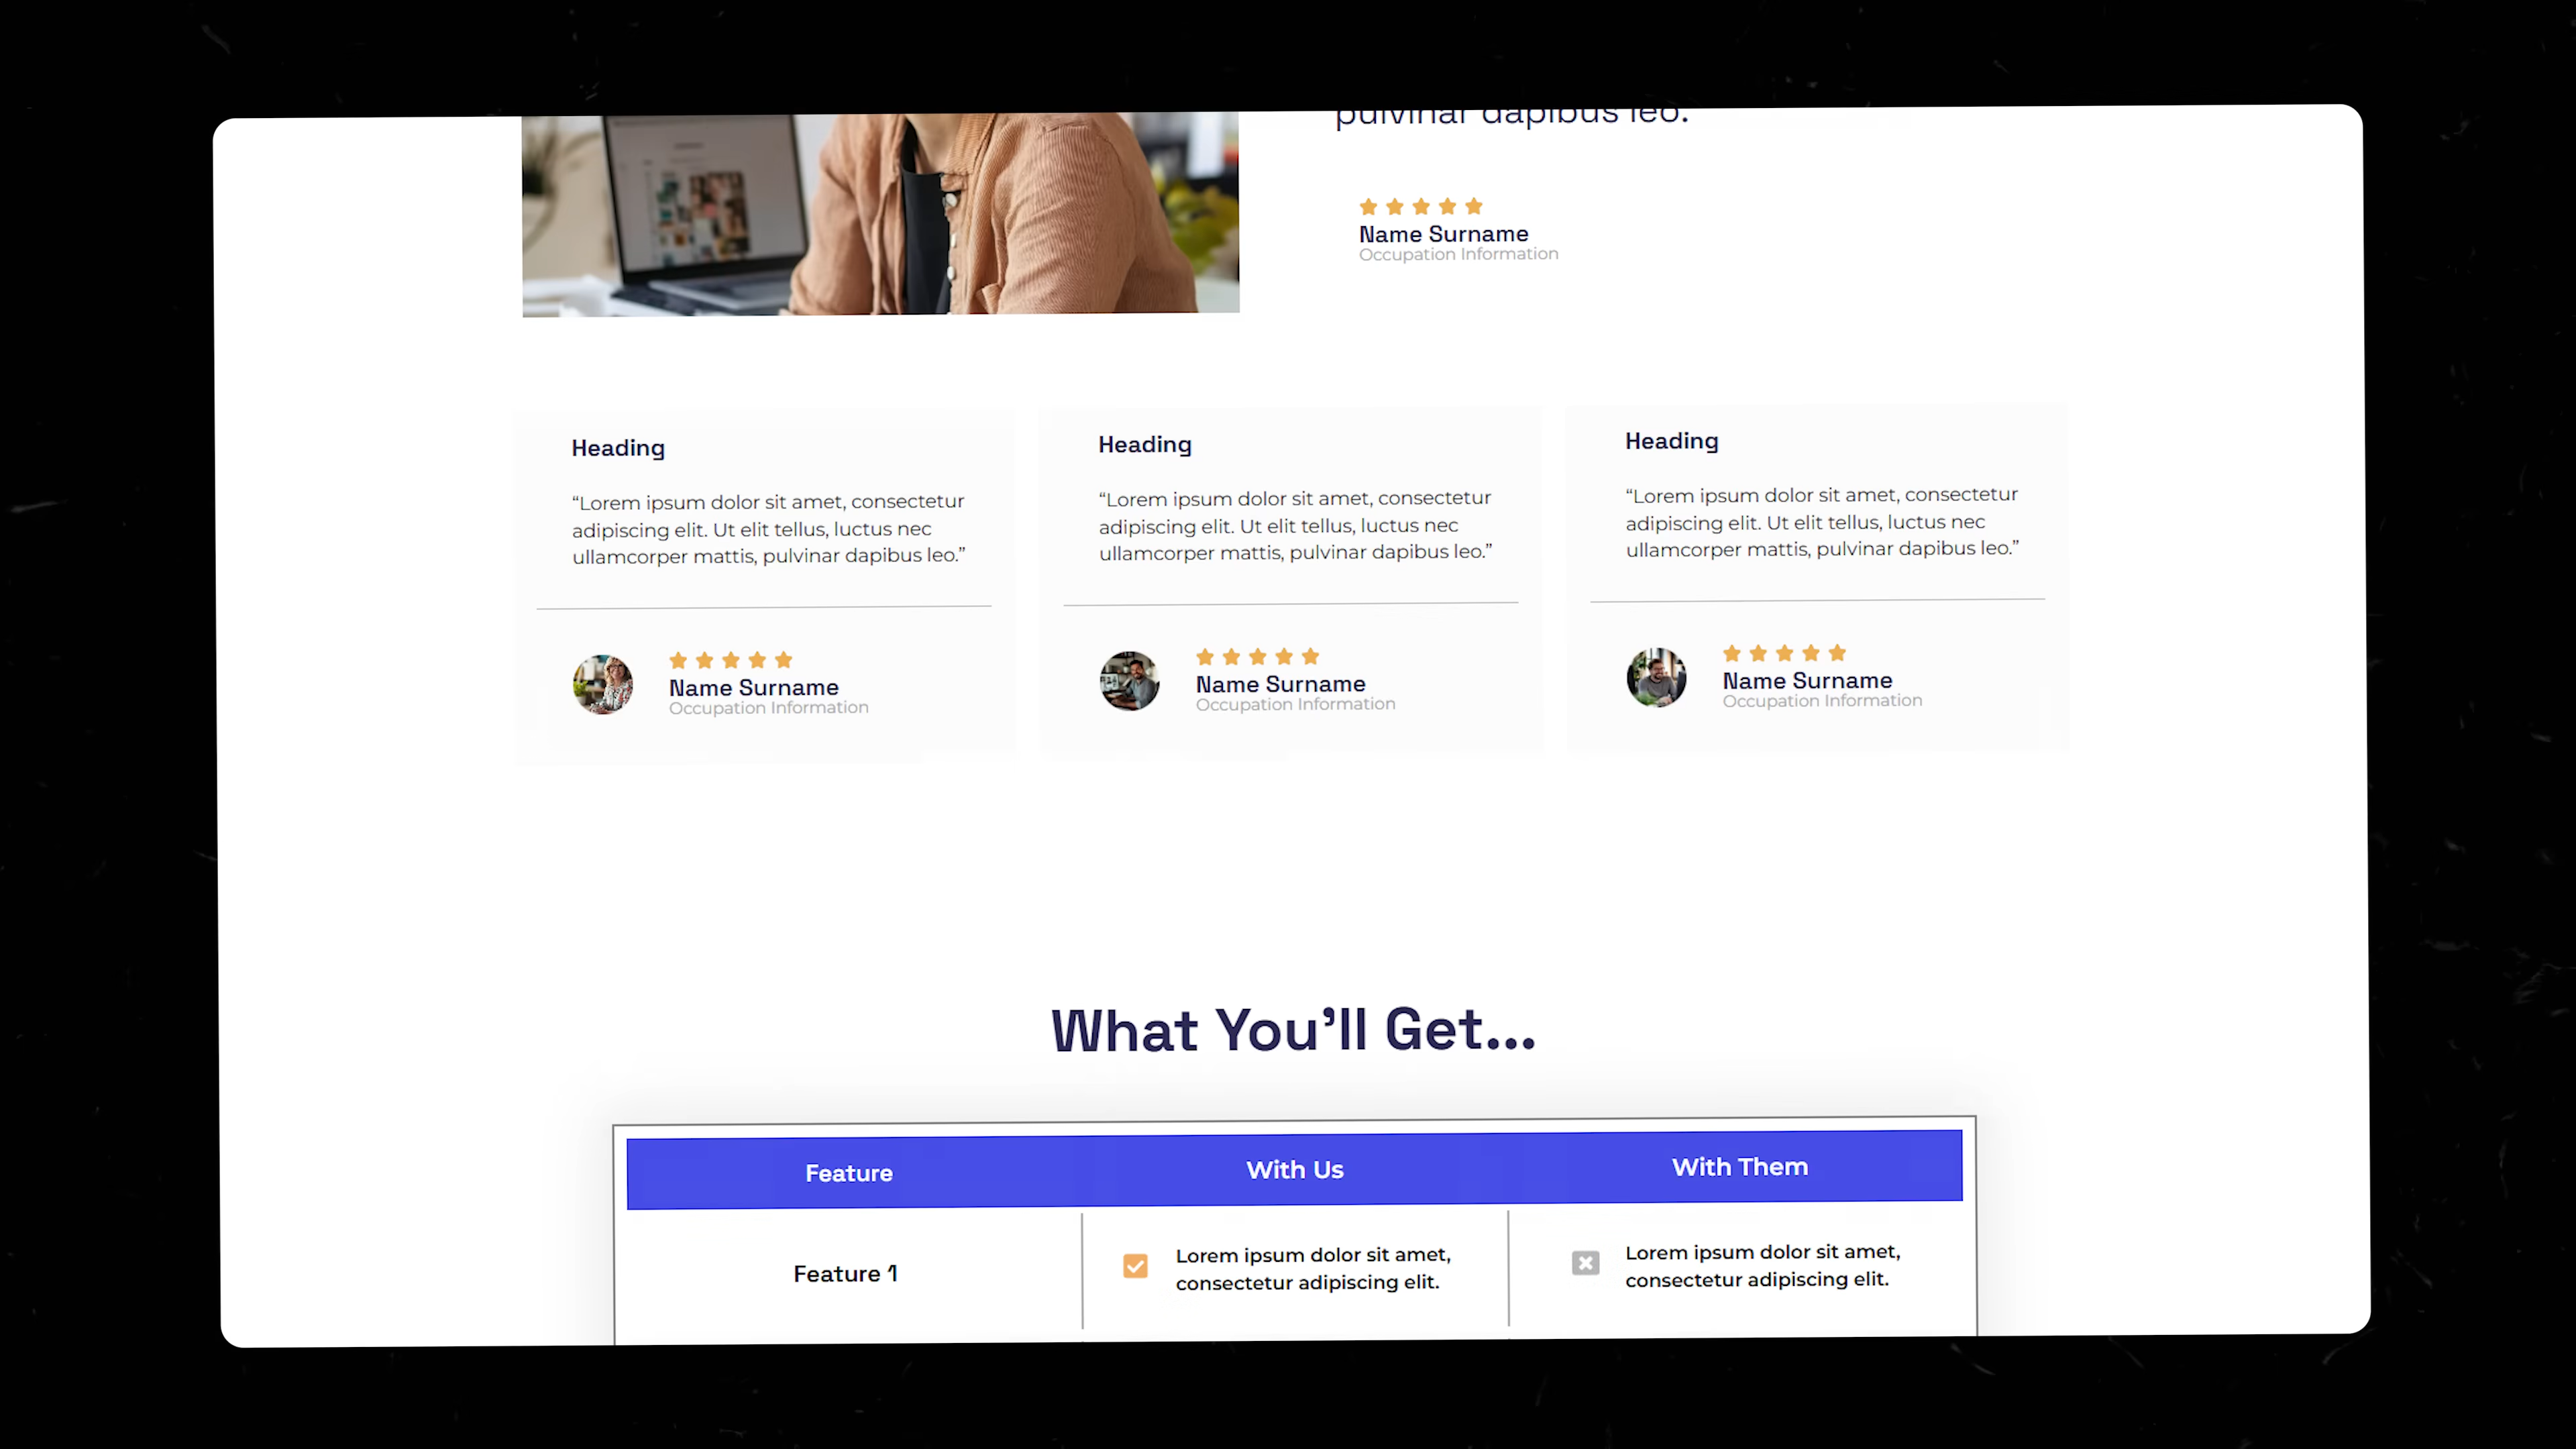 pulvinar dapibus leo.
Name Surname
Occupation Information
Heading
“Lorem ipsum dolor sit amet, consectetur
adipiscing elit. Ut elit tellus, luctus nec
ullamcorper mattis, pulvinar dapibus leo.”
Name Surname
Occupation Information
Heading
“Lorem ipsum dolor sit amet, consectetur
adipiscing elit. Ut elit tellus, luctus nec
ullamcorper mattis, pulvinar dapibus leo.”
Name Surname
Occupation Information
Heading
“Lorem ipsum dolor sit amet, consectetur
adipiscing elit. Ut elit tellus, luctus nec
ullamcorper mattis, pulvinar dapibus leo.”
Name Surname
Occupation Information
What You’ll Get...
Feature
With Us
With Them
Feature 1
Lorem ipsum dolor sit amet,
consectetur adipiscing elit.
Lorem ipsum dolor sit amet,
consectetur adipiscing elit.